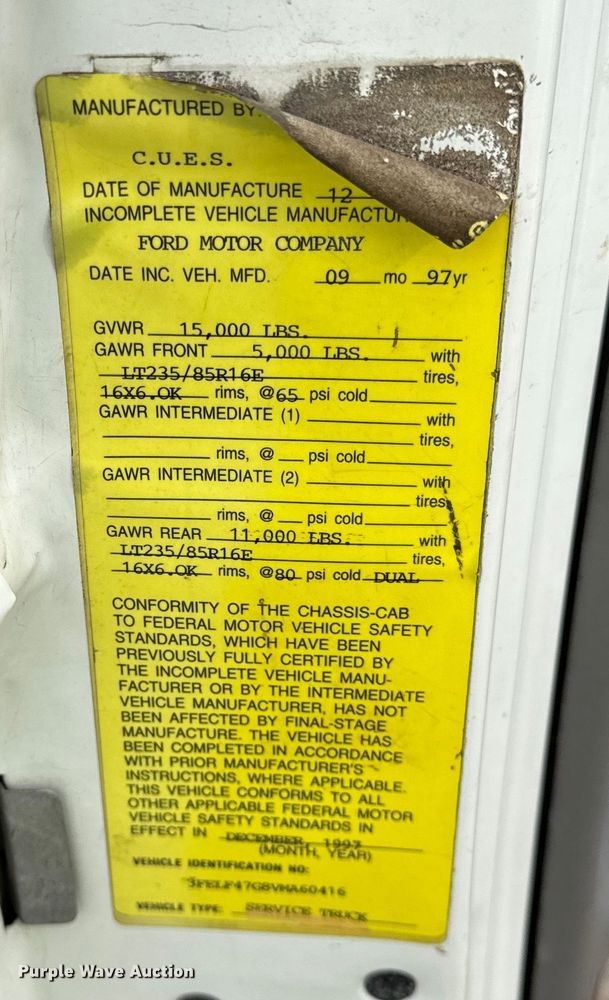 MANUFACTURED BY:
C.U.E.S.
DATE OF MANUFACTURE 12
INCOMPLETE VEHICLE MANUFACTU
FORD MOTOR COMPANY
DATE INC. VEH. MFD. 09 mo 97yr
GVWR 15,000 LBS.
GAWR FRONT 5,000 LBS. with
LT235/85R16E tires,
16X6.0K rims, @65 psi cold
GAWR INTERMEDIATE (1) with
tires,
rims, @ psi cold
GAWR INTERMEDIATE (2) with
tires
rims, @ psi cold
GAWR REAR 11,000 LBS. with
LT235/85R16E tires,
16X6.0K rims, @80 psi cold DUAL
CONFORMITY OF THE CHASSIS-CAB
TO FEDERAL MOTOR VEHICLE SAFETY
STANDARDS, WHICH HAVE BEEN
PREVIOUSLY FULLY CERTIFIED BY
THE INCOMPLETE VEHICLE MANU-
FACTURER OR BY THE INTERMEDIATE
VEHICLE MANUFACTURER, HAS NOT
BEEN AFFECTED BY FINAL-STAGE
MANUFACTURE. THE VEHICLE HAS
BEEN COMPLETED IN ACCORDANCE
WITH PRIOR MANUFACTURER'S
INSTRUCTIONS, WHERE APPLICABLE.
THIS VEHICLE CONFORMS TO ALL
OTHER APPLICABLE FEDERAL MOTOR
VEHICLE SAFETY STANDARDS IN
EFFECT IN DECEMBER, 1997
(MONTH, YEAR)
VEHICLE IDENTIFICATION NO:
VEHICLE TYPE: SERVICE TRUCK
Purple Wave Auction